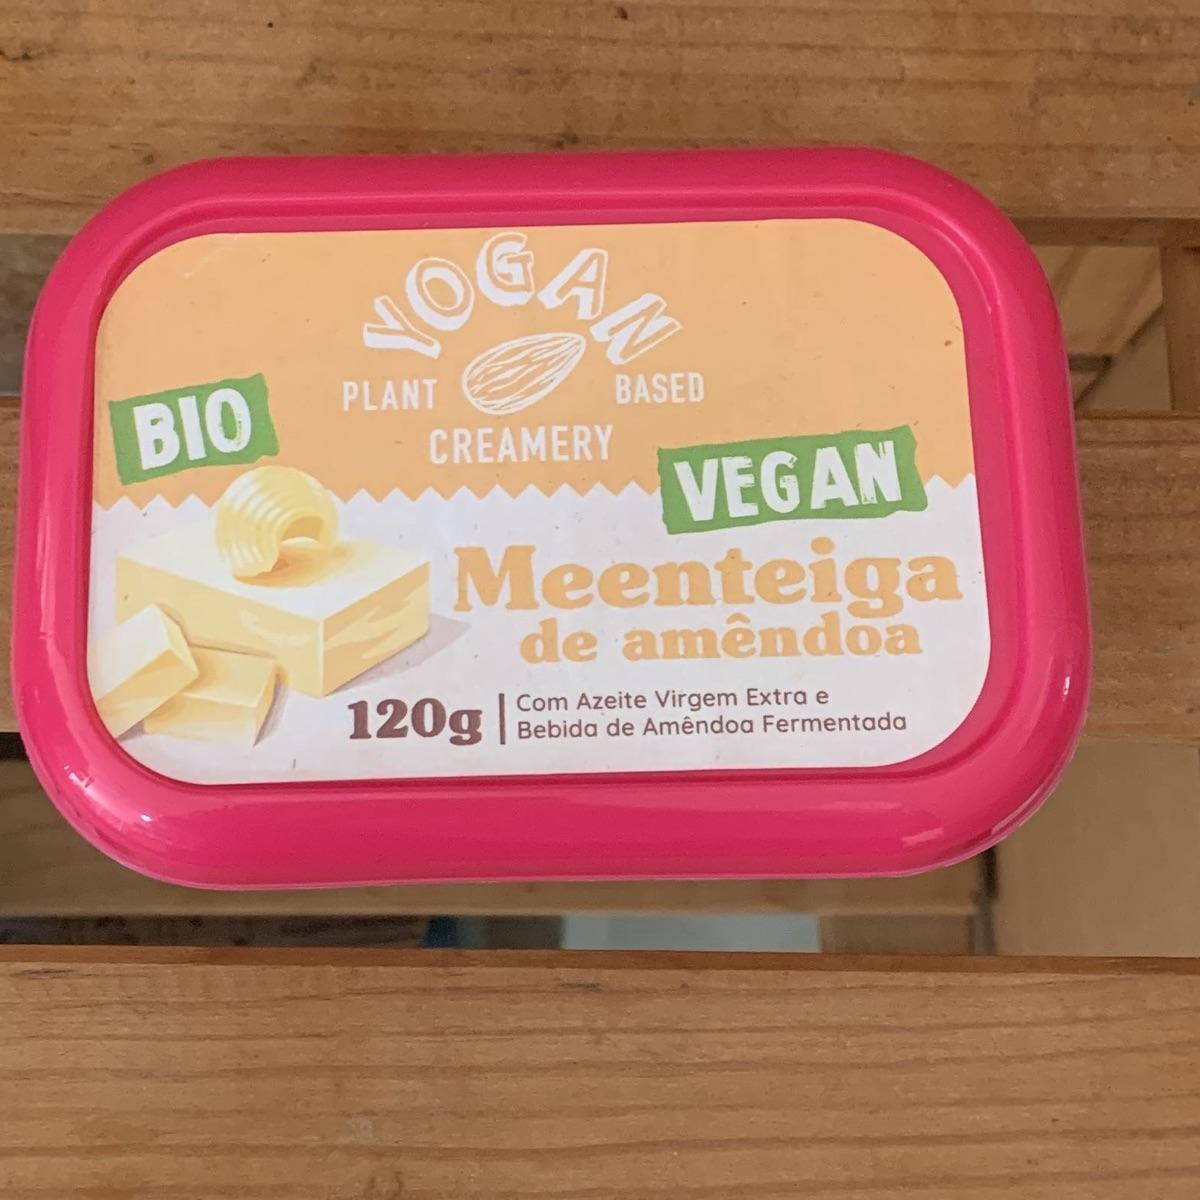 YOGAN
PLANT BASED
CREAMERY
BIO
VEGAN
Meenteiga
de amêndoa
120g
Com Azeite Virgem Extra e
Bebida de Amêndoa Fermentada